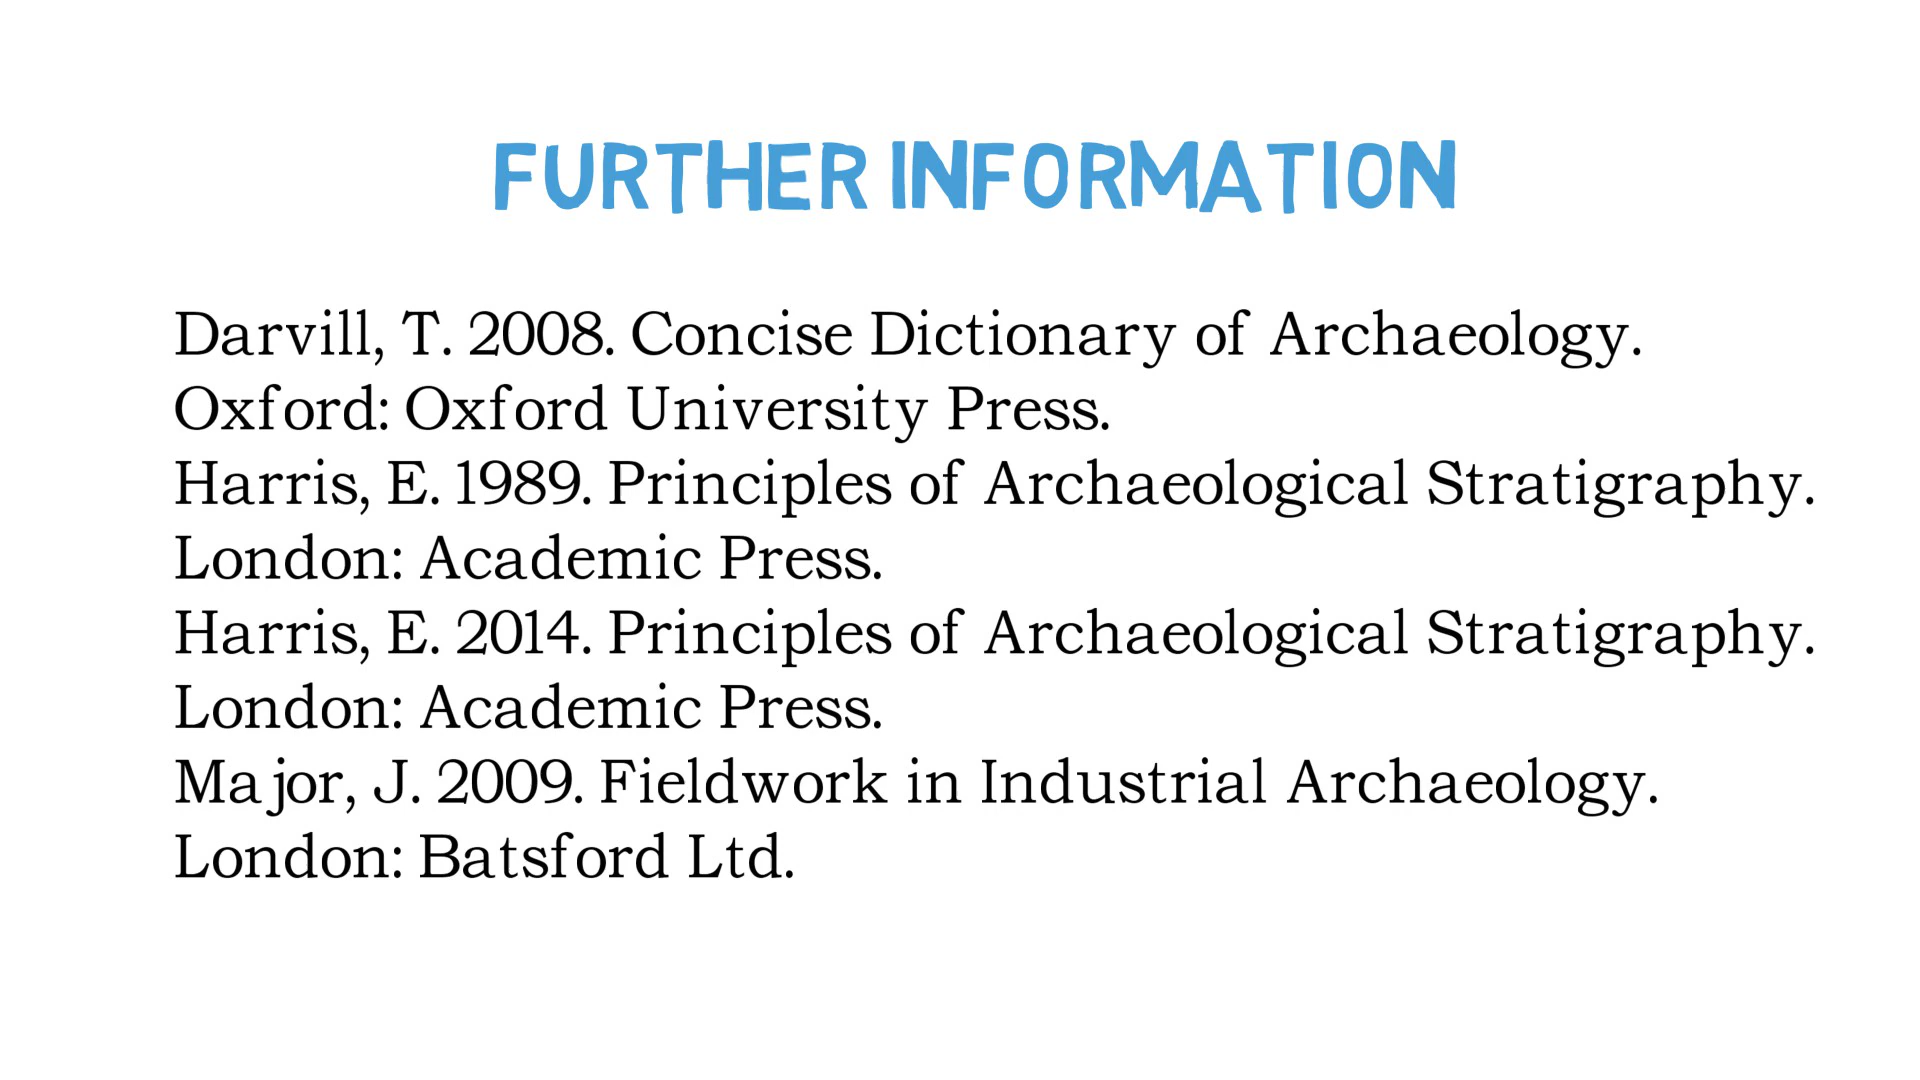 FURTHER INFORMATION
Darvill, T. 2008. Concise Dictionary of Archaeology.
Oxford: Oxford University Press.
Harris, E. 1989. Principles of Archaeological Stratigraphy.
London: Academic Press.
Harris, E. 2014. Principles of Archaeological Stratigraphy.
London: Academic Press.
Major, J. 2009. Fieldwork in Industrial Archaeology.
London: Batsford Ltd.